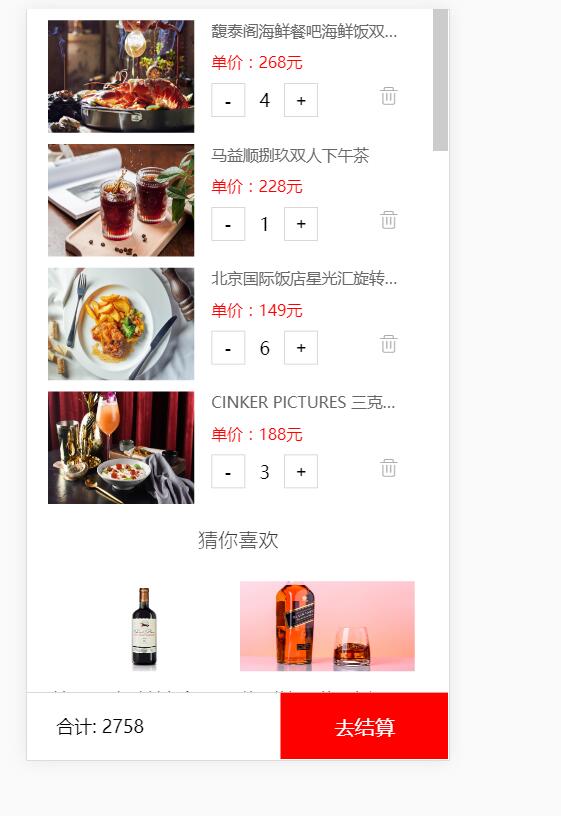 馥泰阁海鲜餐吧海鲜饭双...
单价：268元
- 4 +
马益顺捌玖双人下午茶
单价：228元
- 1 +
北京国际饭店星光汇旋转...
单价：149元
- 6 +
CINKER PICTURES 三克...
单价：188元
- 3 +
猜你喜欢
合计: 2758
去结算